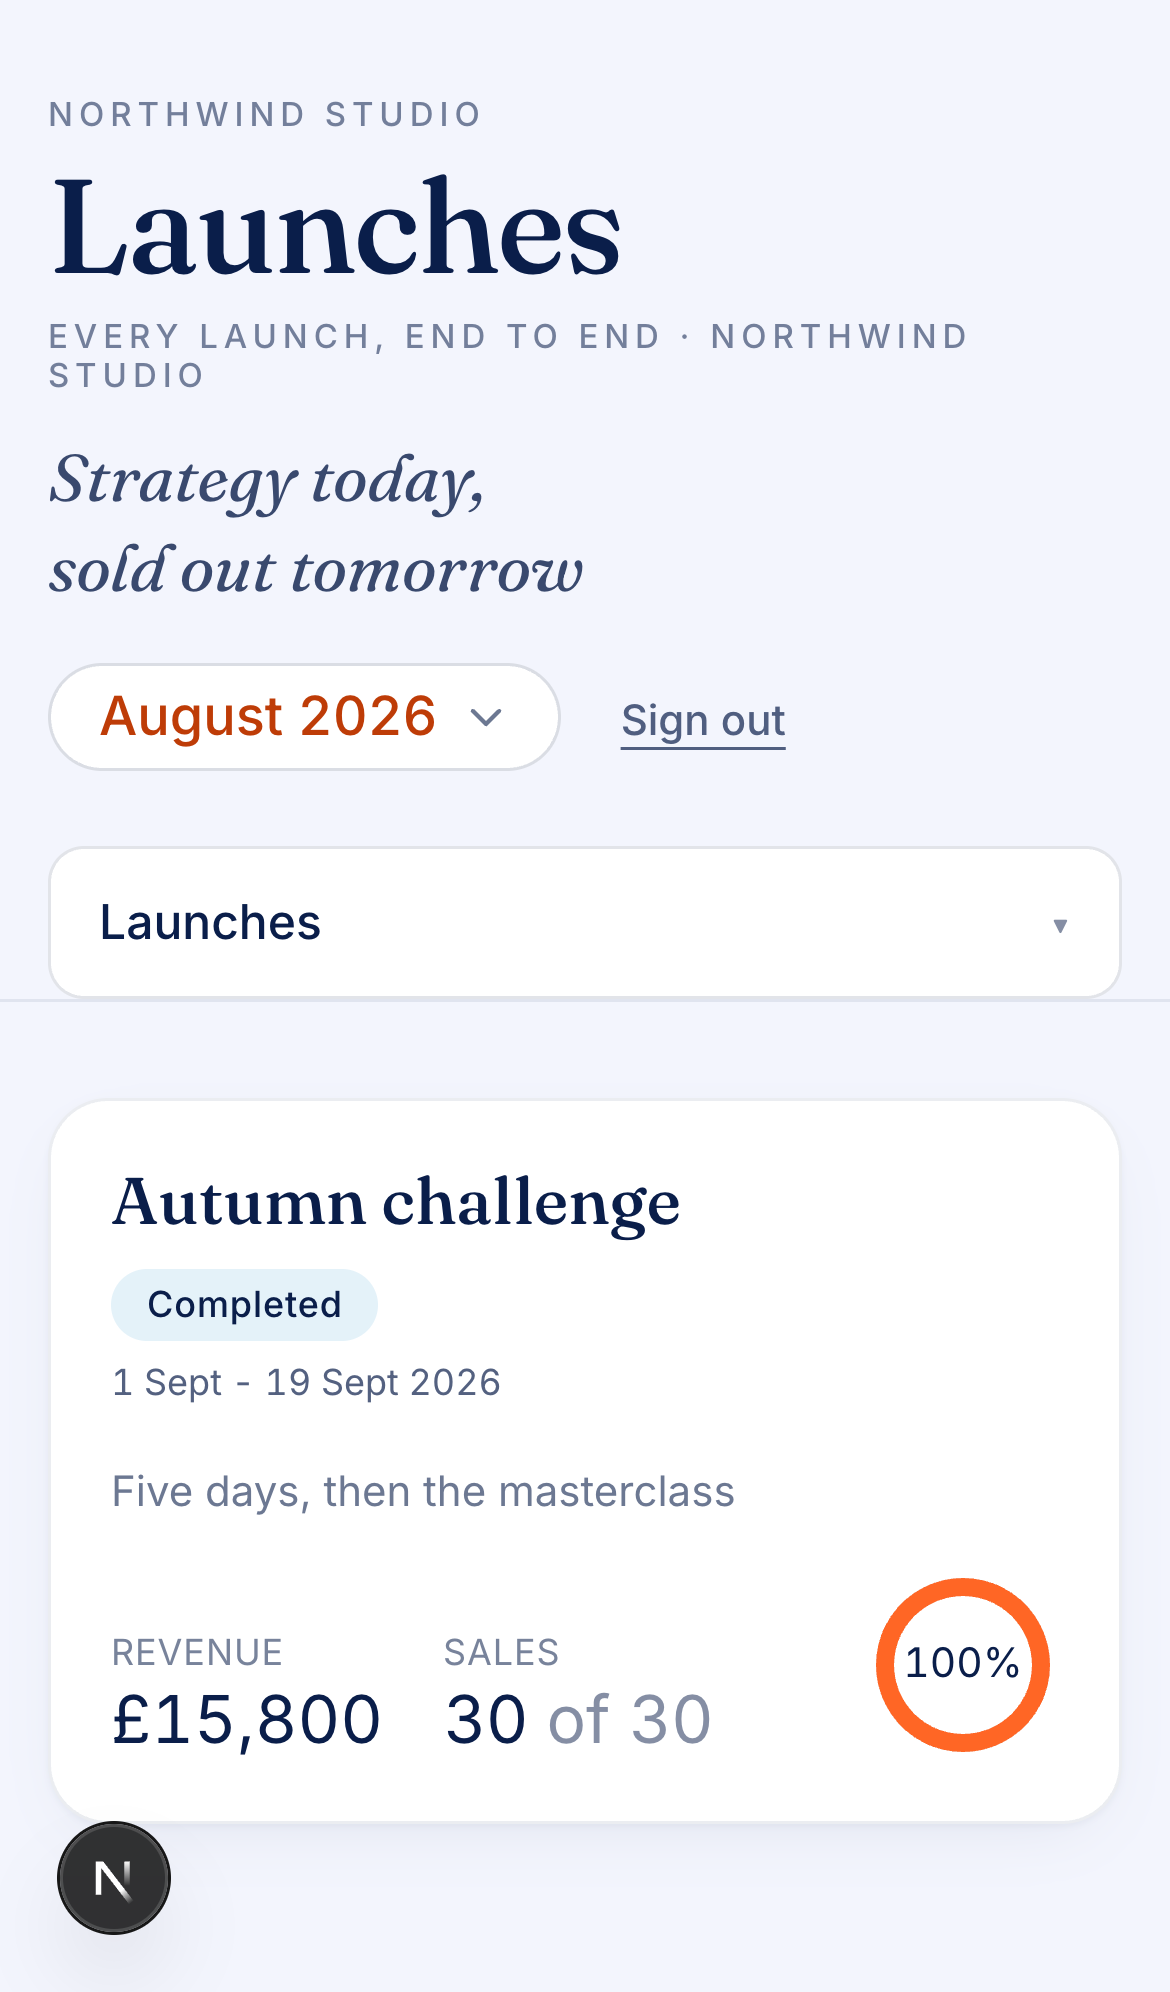 NORTHWIND STUDIO
Launches
EVERY LAUNCH, END TO END · NORTHWIND
STUDIO
Strategy today,
sold out tomorrow
August 2026
Sign out
Launches
Autumn challenge
Completed
1 Sept - 19 Sept 2026
Five days, then the masterclass
REVENUE SALES
£15,800 30 of 30
100%
N